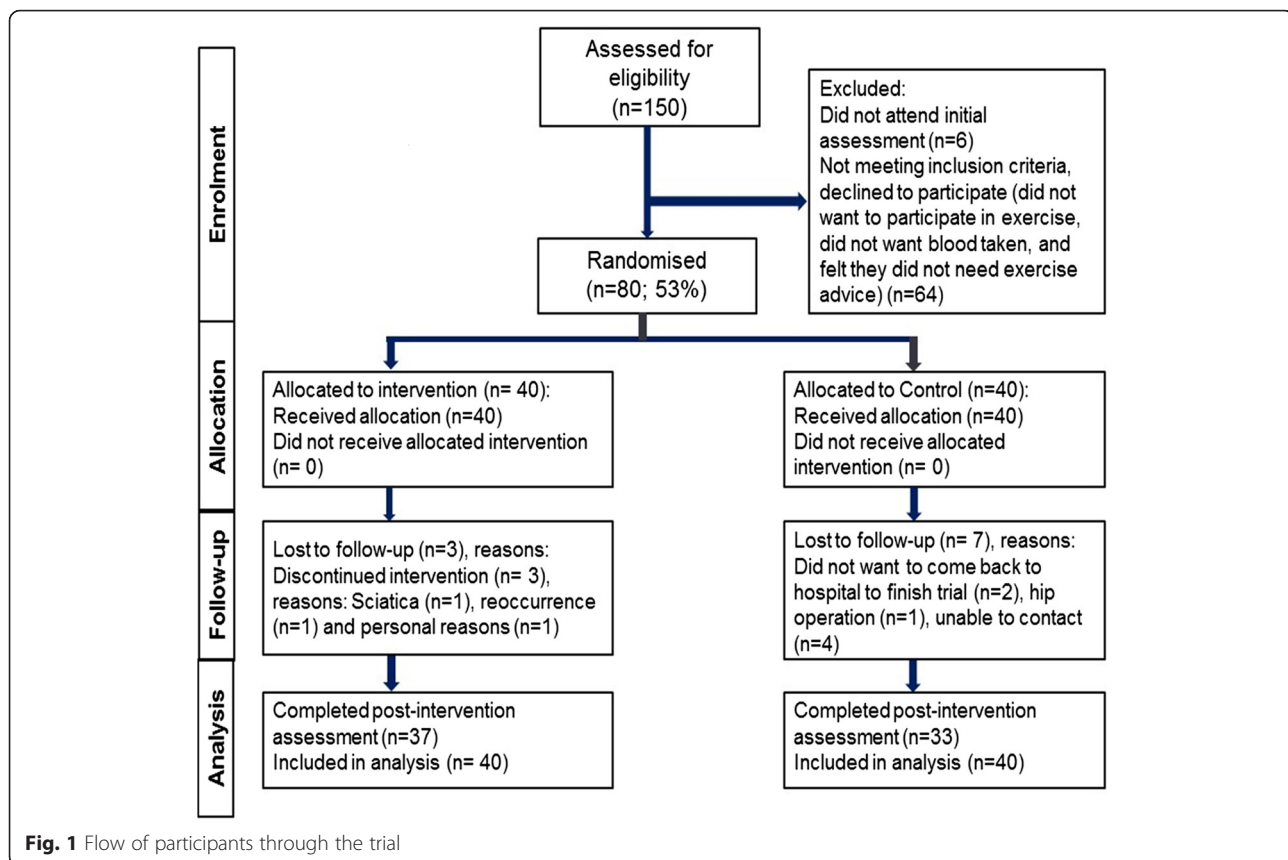 Enrolment
Assessed for
eligibility
(n=150)
Excluded:
Did not attend initial
assessment (n=6)
Not meeting inclusion criteria,
declined to participate (did not
want to participate in exercise,
did not want blood taken, and
felt they did not need exercise
advice) (n=64)
Randomised
(n=80; 53%)
Allocation
Allocated to intervention (n= 40):
Received allocation (n=40)
Did not receive allocated intervention
(n= 0)
Allocated to Control (n=40):
Received allocation (n=40)
Did not receive allocated
intervention (n= 0)
Follow-up
Lost to follow-up (n=3), reasons:
Discontinued intervention (n= 3),
reasons: Sciatica (n=1), reoccurrence
(n=1) and personal reasons (n=1)
Lost to follow-up (n= 7), reasons:
Did not want to come back to
hospital to finish trial (n=2), hip
operation (n=1), unable to contact
(n=4)
Analysis
Completed post-intervention
assessment (n=37)
Included in analysis (n= 40)
Completed post-intervention
assessment (n=33)
Included in analysis (n=40)
Fig. 1 Flow of participants through the trial